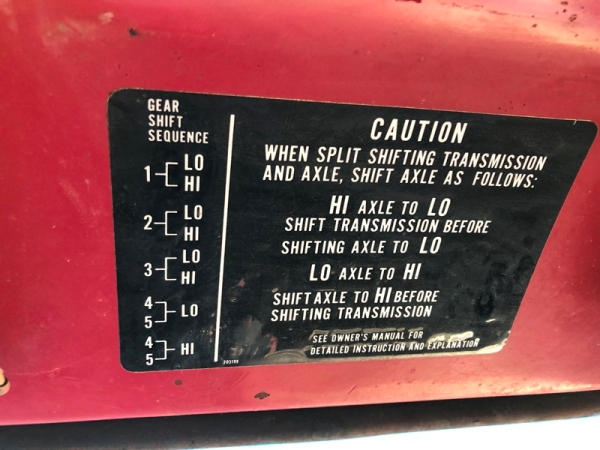 GEAR
SHIFT
SEQUENCE
1 LO
HI
2 LO
HI
3 LO
HI
4
5 LO
4
5 HI
CAUTION
WHEN SPLIT SHIFTING TRANSMISSION
AND AXLE, SHIFT AXLE AS FOLLOWS:
HI AXLE TO LO
SHIFT TRANSMISSION BEFORE
SHIFTING AXLE TO LO
LO AXLE TO HI
SHIFT AXLE TO HI BEFORE
SHIFTING TRANSMISSION
SEE OWNER'S MANUAL FOR
DETAILED INSTRUCTION AND EXPLANATION